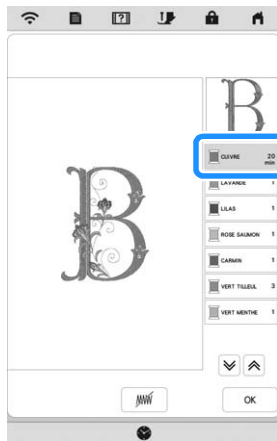 CUIVRE 20 min
LAVANDE 1
LILAS 1
ROSE SAUMON 1
CARMIN 1
VERT TILLEUL 3
VERT MENTHE 1
OK